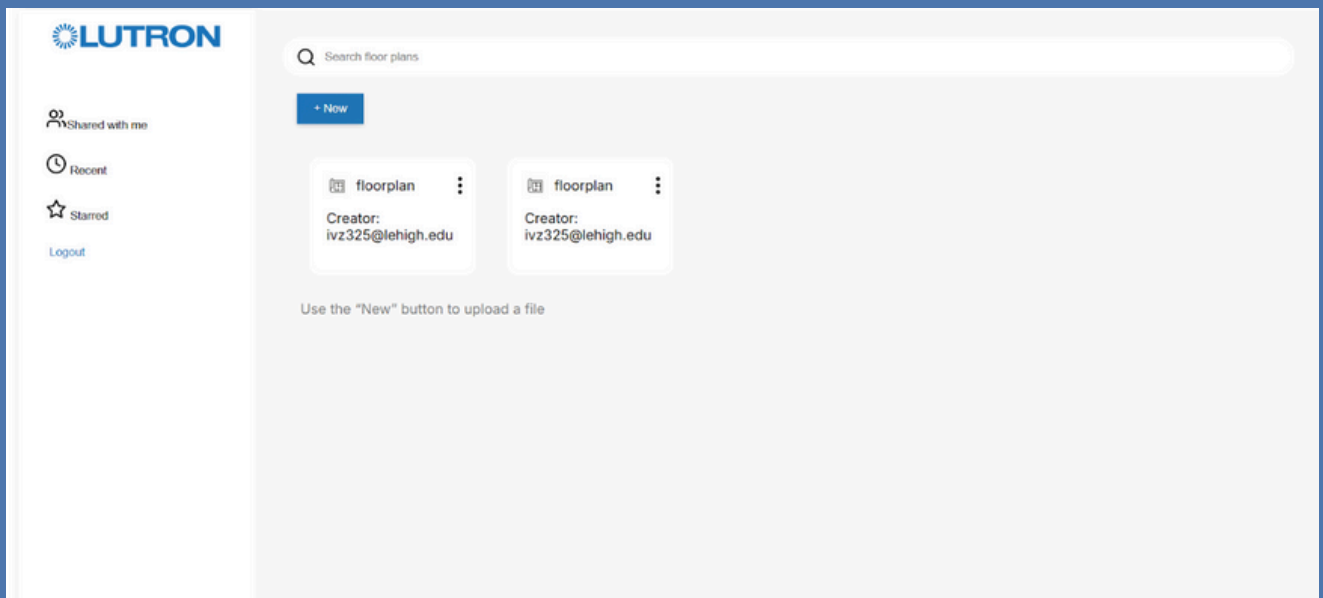 LUTRON
Search floor plans
+ New
Shared with me
Recent
Starred
Logout
floorplan
Creator:
ivz325@lehigh.edu
floorplan
Creator:
ivz325@lehigh.edu
Use the “New” button to upload a file